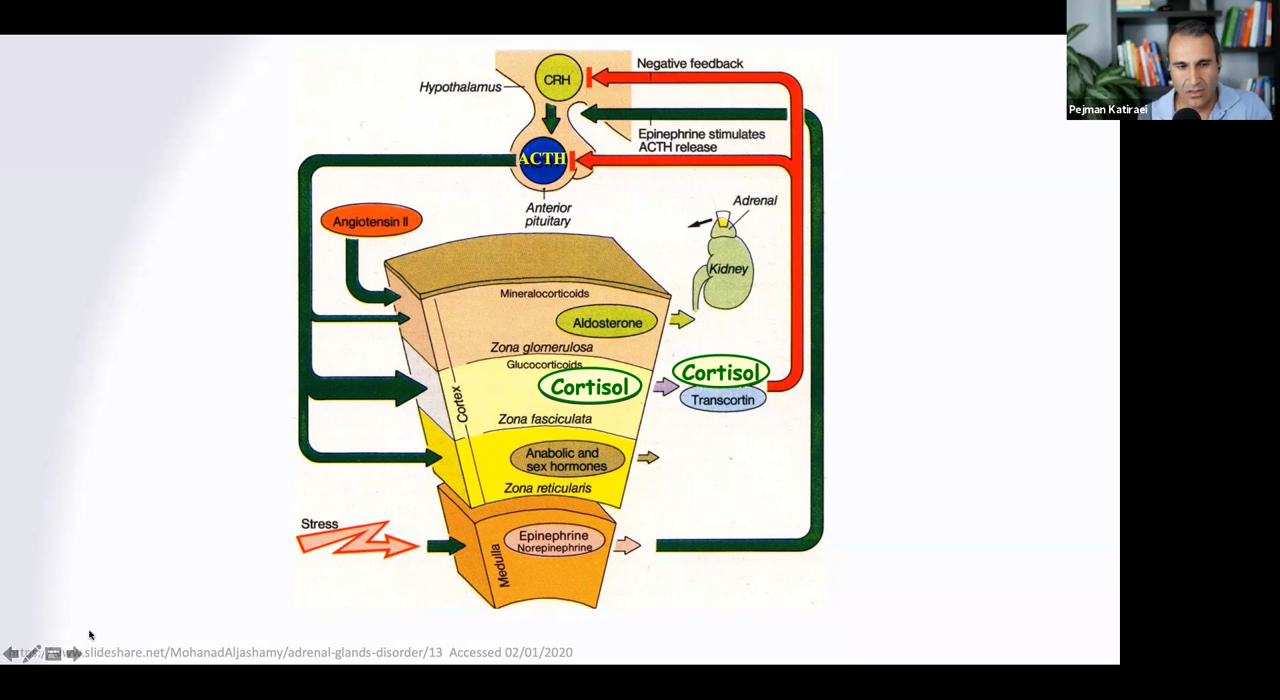 Pejman Katiraei
Negative feedback
CRH
Hypothalamus
Epinephrine stimulates
ACTH release
ACTH
Anterior
pituitary
Adrenal
Angiotensin II
Kidney
Mineralocorticoids
Aldosterone
Zona glomerulosa
Glucocorticoids
Cortisol
Cortisol
Transcortin
Cortex
Zona fasciculata
Anabolic and
sex hormones
Zona reticularis
Stress
Epinephrine
Norepinephrine
Medulla
slideshare.net/MohanadAljashamy/adrenal-glands-disorder/13 Accessed 02/01/2020